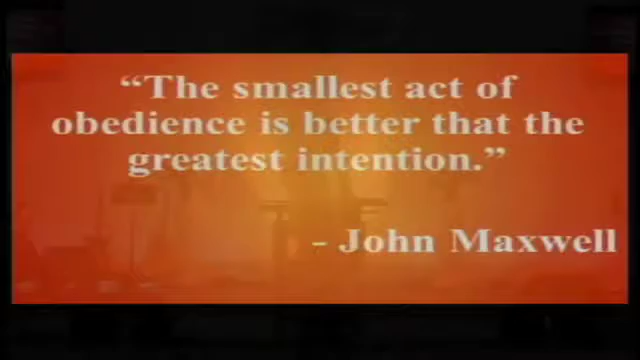 “The smallest act of
obedience is better that the
greatest intention.”
- John Maxwell